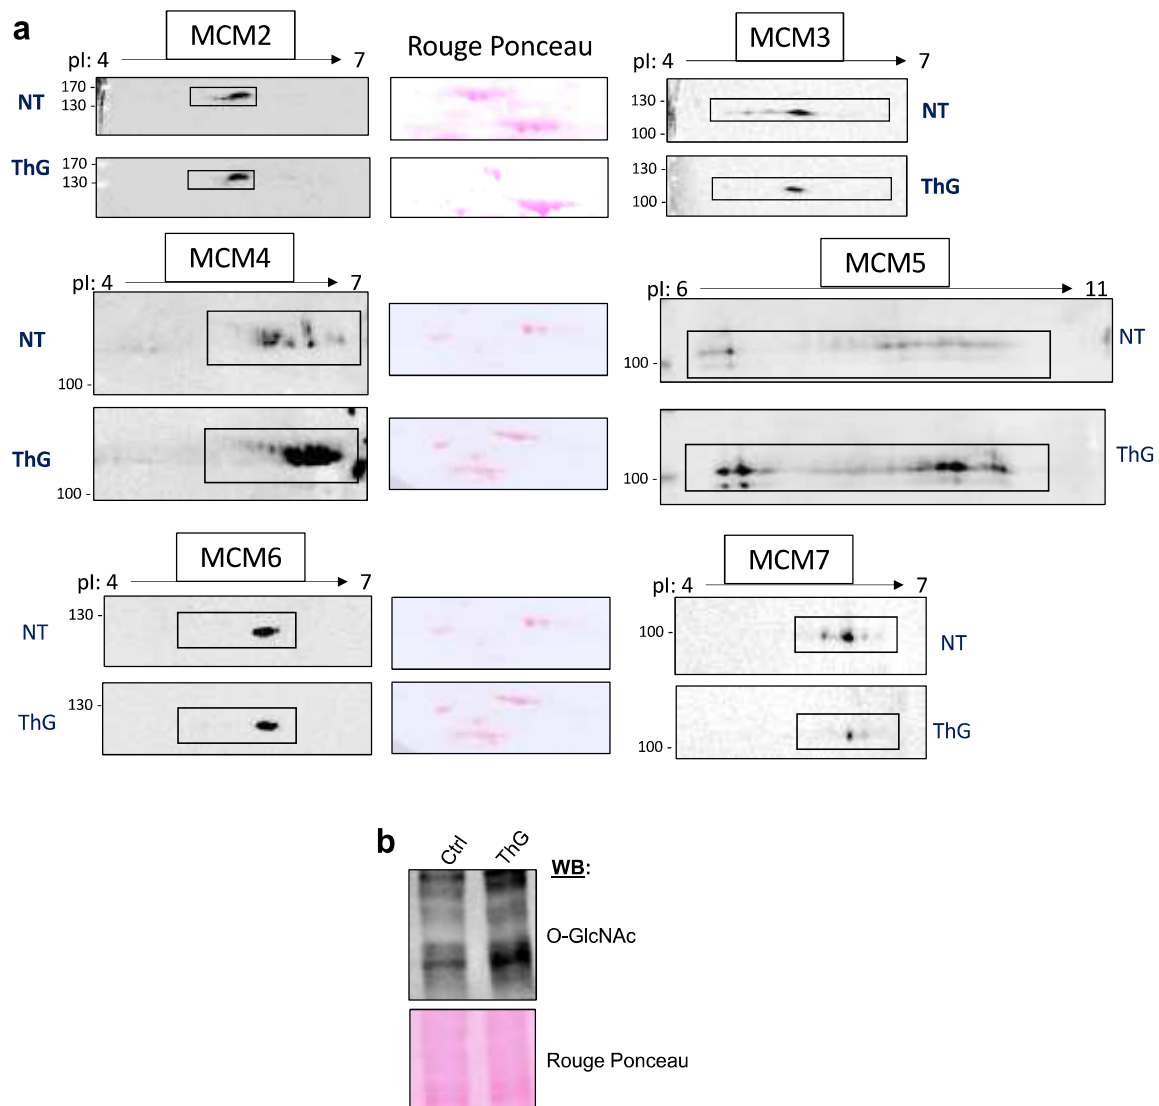 a
MCM2
Rouge Ponceau
MCM3
pI: 4
7
pI: 4
7
NT
170 -
130 -
130 -
100 -
NT
ThG
170 -
130 -
130 -
100 -
ThG
MCM4
MCM5
pI: 4
7
pI: 6
11
NT
100 -
100 -
NT
ThG
100 -
100 -
ThG
MCM6
MCM7
pI: 4
7
pI: 4
7
NT
130 -
100 -
NT
ThG
130 -
100 -
ThG
b
Ctrl
ThG
WB:
O-GlcNAc
Rouge Ponceau